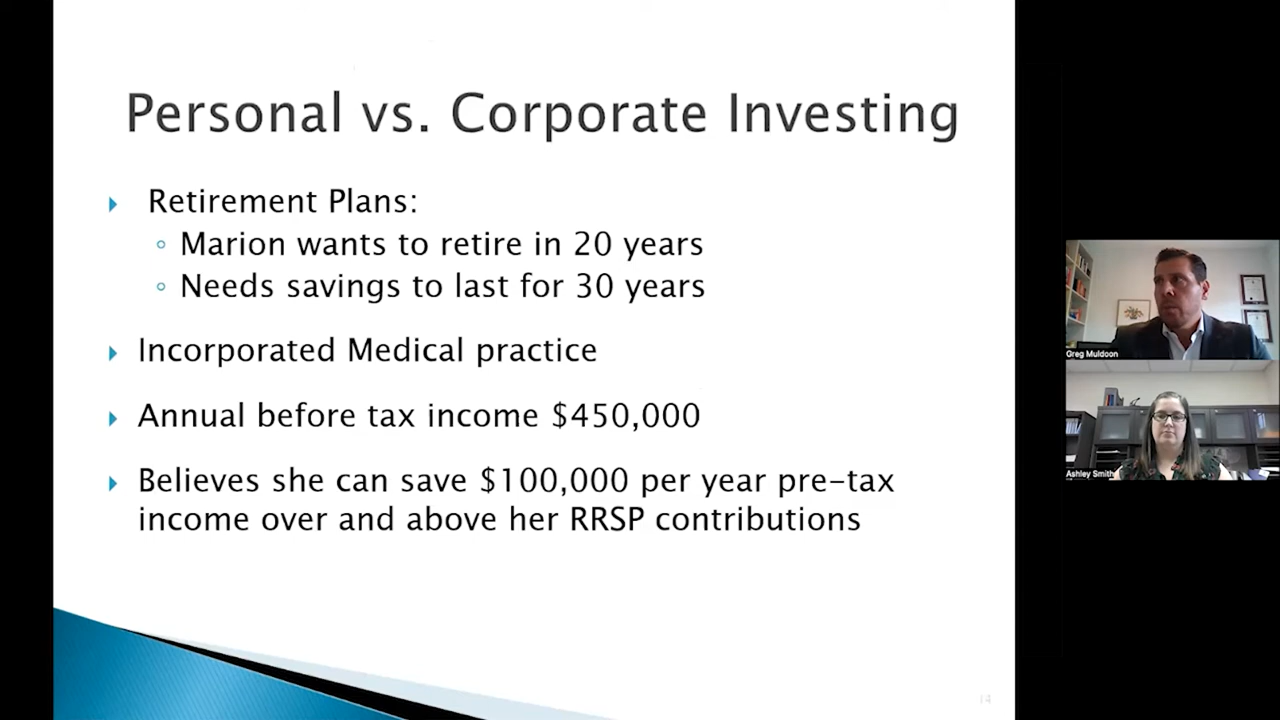 Personal vs. Corporate Investing
Retirement Plans:
Marion wants to retire in 20 years
Needs savings to last for 30 years
Incorporated Medical practice
Annual before tax income $450,000
Believes she can save $100,000 per year pre-tax
income over and above her RRSP contributions
14
Greg Muldoon
Ashley Smith